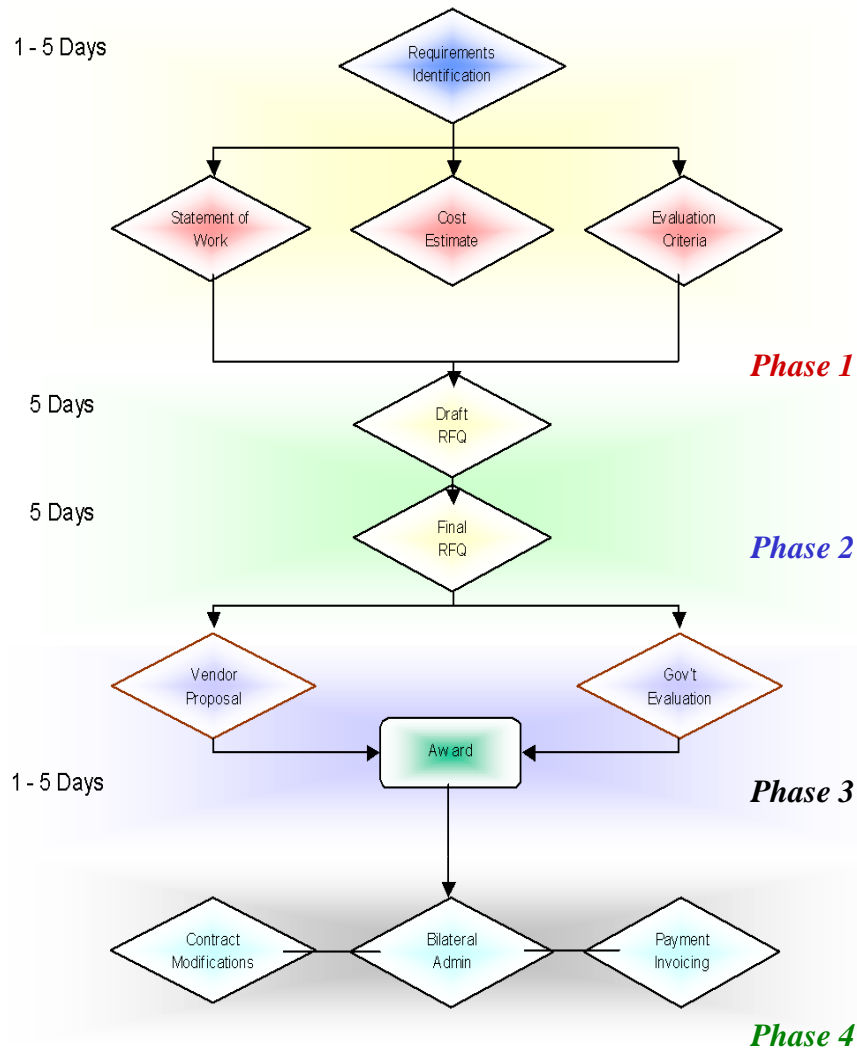 1 - 5 Days
Requirements
Identification
Statement of
Work
Cost
Estimate
Evaluation
Criteria
Phase 1
5 Days
Draft
RFQ
5 Days
Final
RFQ
Phase 2
Vendor
Proposal
Gov't
Evaluation
Award
1 - 5 Days
Phase 3
Contract
Modifications
Bilateral
Admin
Payment
Invoicing
Phase 4